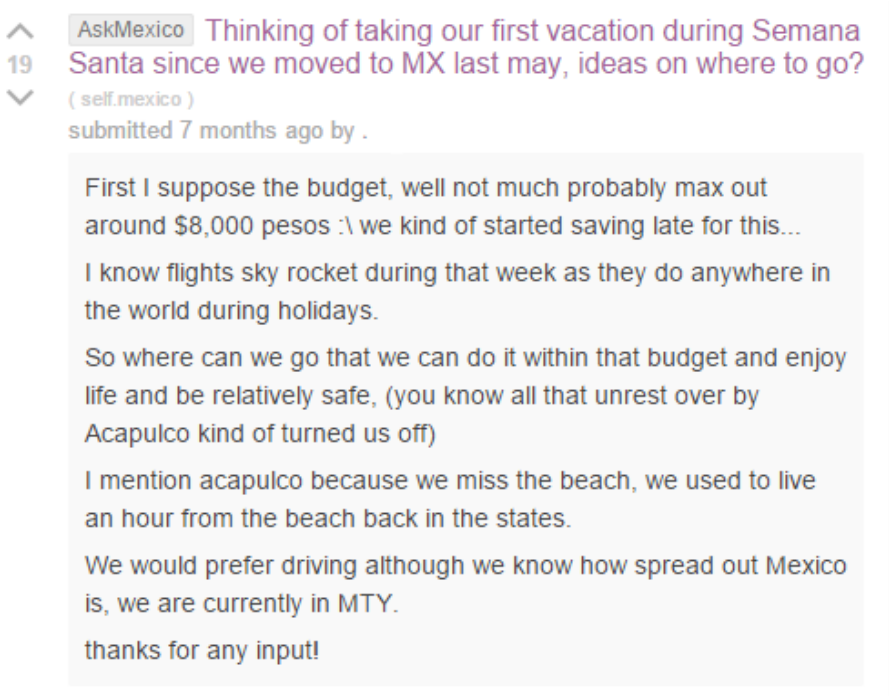 AskMexico Thinking of taking our first vacation during Semana
19 Santa since we moved to MX last may, ideas on where to go?
( self.mexico )
submitted 7 months ago by .
First I suppose the budget, well not much probably max out
around $8,000 pesos :\ we kind of started saving late for this...
I know flights sky rocket during that week as they do anywhere in
the world during holidays.
So where can we go that we can do it within that budget and enjoy
life and be relatively safe, (you know all that unrest over by
Acapulco kind of turned us off)
I mention acapulco because we miss the beach, we used to live
an hour from the beach back in the states.
We would prefer driving although we know how spread out Mexico
is, we are currently in MTY.
thanks for any input!